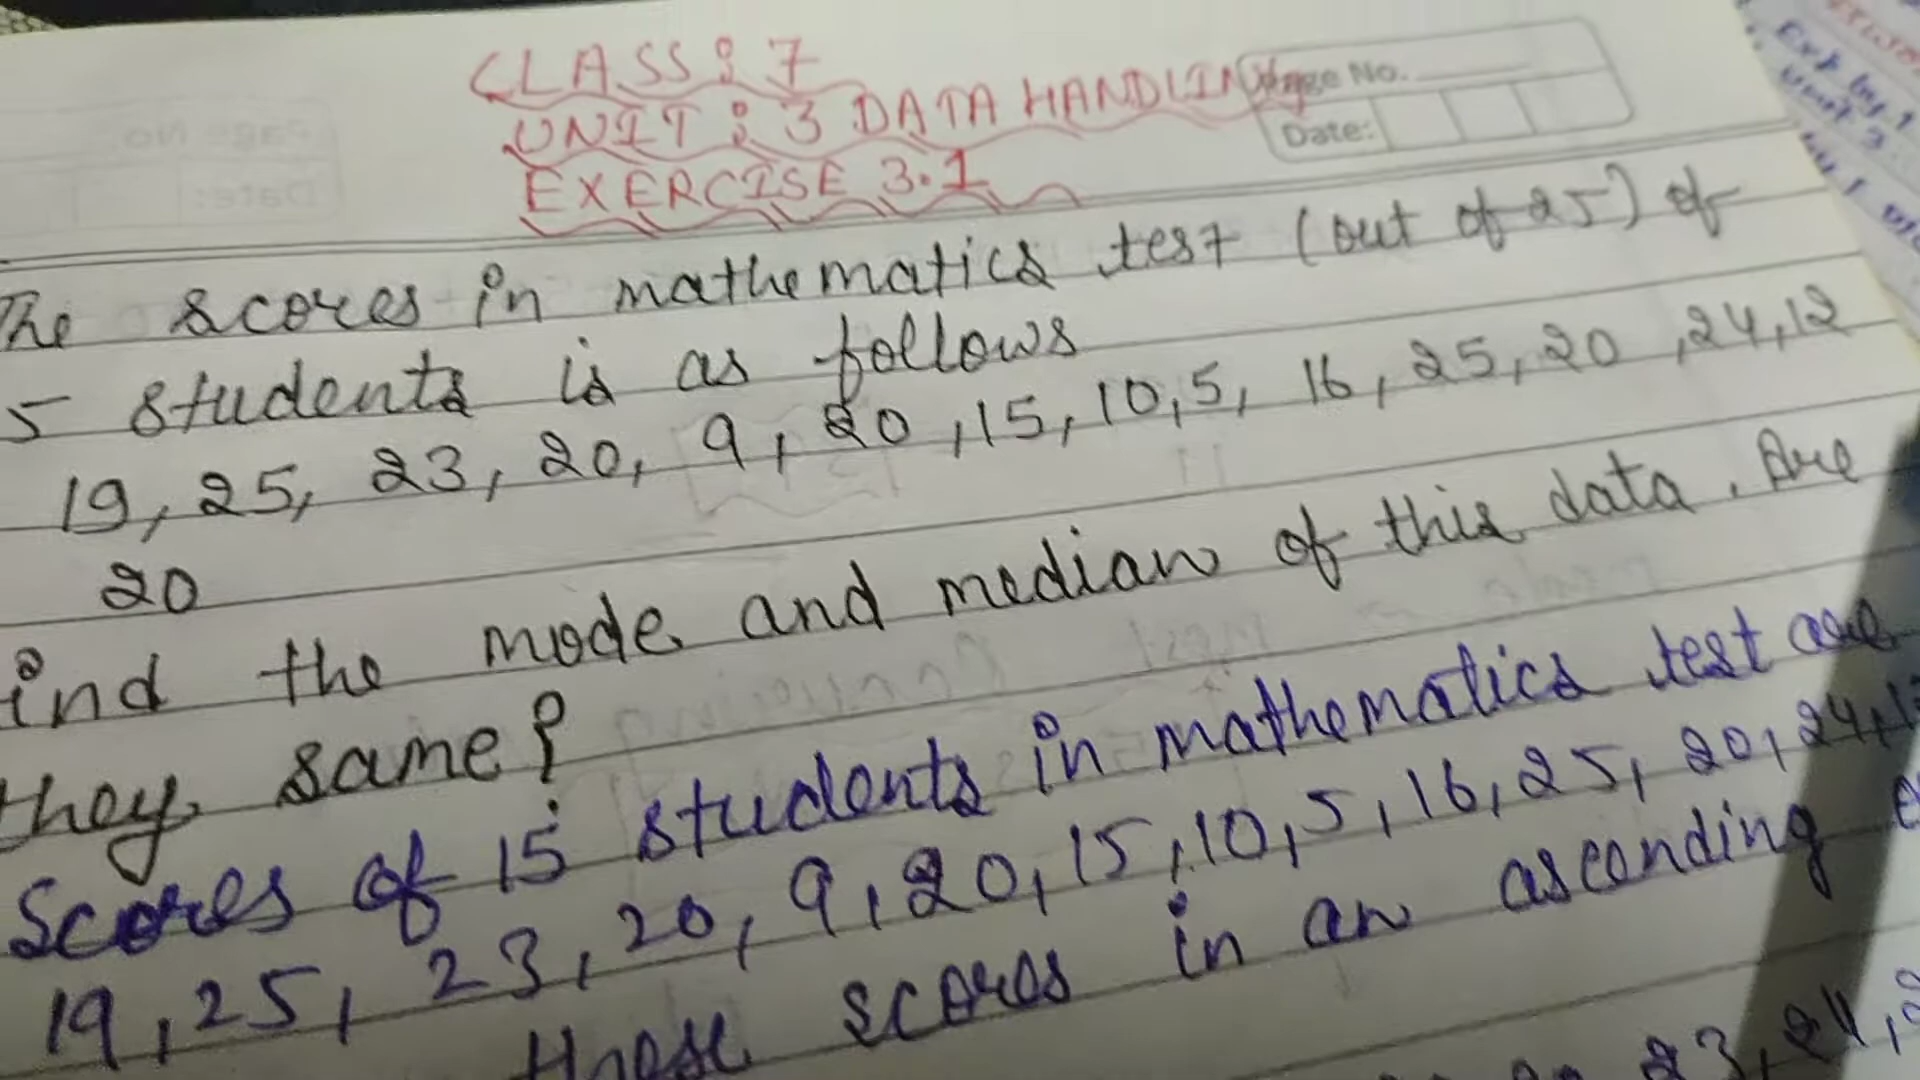 CLASS : 7
UNIT : 3 DATA HANDLING
Page No.
Date:
EXERCISE 3.1
The scores in mathematics test (out of 25) of
5 students is as follows
19, 25, 23, 20, 9, 20, 15, 10, 5, 16, 25, 20, 24, 12
20
ind the mode and median of this data. Are
they same?
Scores of 15 students in mathematics test are
19, 25, 23, 20, 9, 20, 15, 10, 5, 16, 25, 20, 24,
these scores in an ascending
23, 24,